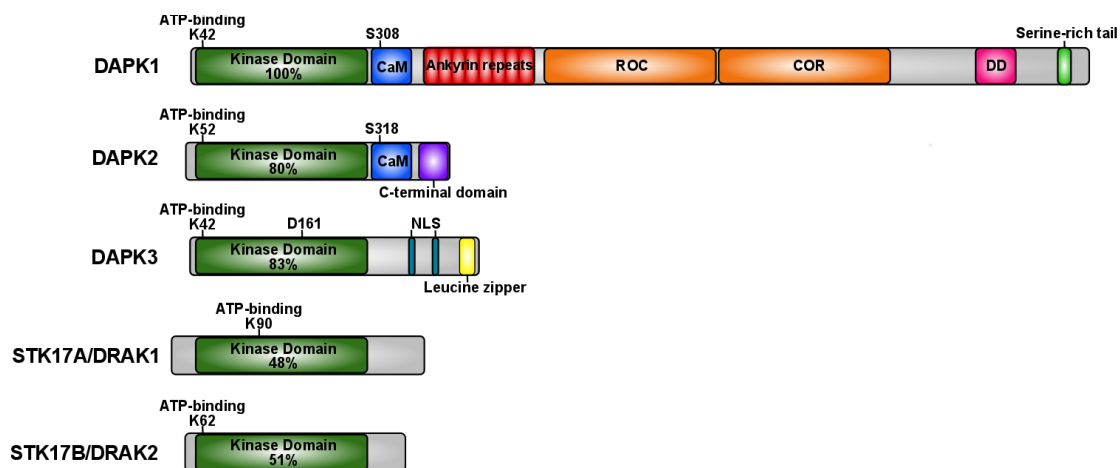 ATP-binding
K42
S308
Serine-rich tail
DAPK1
Kinase Domain
100%
CaM
Ankyrin repeats
ROC
COR
DD
ATP-binding
K52
S318
DAPK2
Kinase Domain
80%
CaM
C-terminal domain
ATP-binding
K42
D161
NLS
DAPK3
Kinase Domain
83%
Leucine zipper
ATP-binding
K90
STK17A/DRAK1
Kinase Domain
48%
ATP-binding
K62
STK17B/DRAK2
Kinase Domain
51%